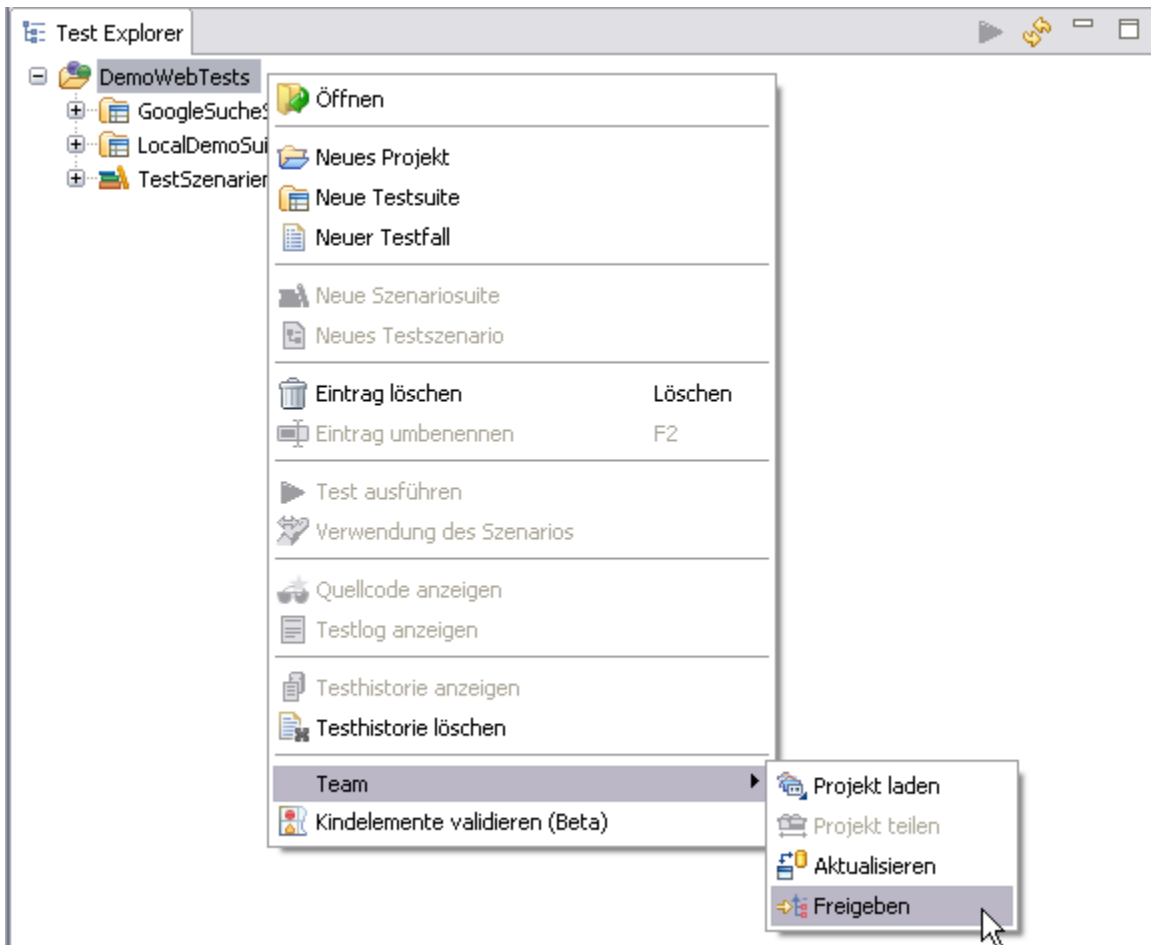 Test Explorer
DemoWebTests
GoogleSuche
LocalDemoSui
TestSzenarien
Öffnen
Neues Projekt
Neue Testsuite
Neuer Testfall
Neue Szenariosuite
Neues Testszenario
Eintrag löschen Löschen
Eintrag umbenennen F2
Test ausführen
Verwendung des Szenarios
Quellcode anzeigen
Testlog anzeigen
Testhistorie anzeigen
Testhistorie löschen
Team
Kindelemente validieren (Beta)
Projekt laden
Projekt teilen
Aktualisieren
Freigeben